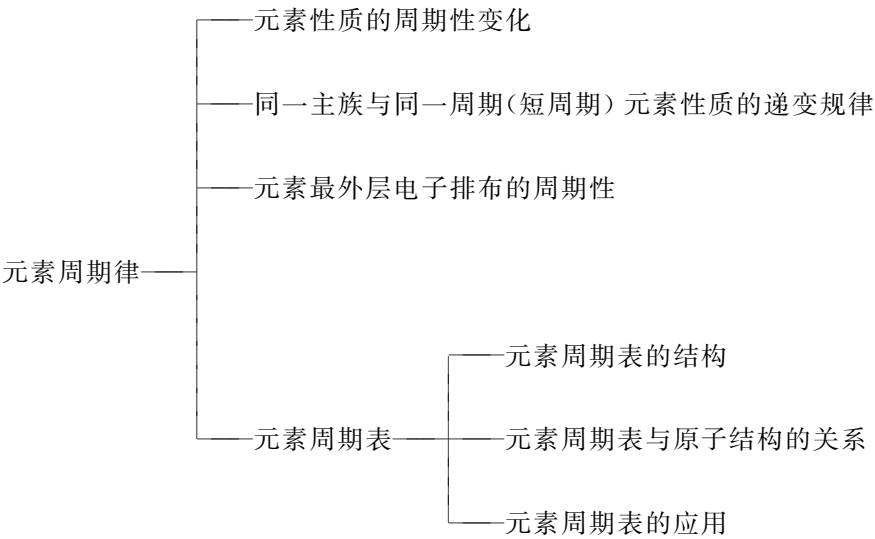 元素性质的周期性变化
同一主族与同一周期(短周期)元素性质的递变规律
元素最外层电子排布的周期性
元素周期律
元素周期表的结构
元素周期表
元素周期表与原子结构的关系
元素周期表的应用